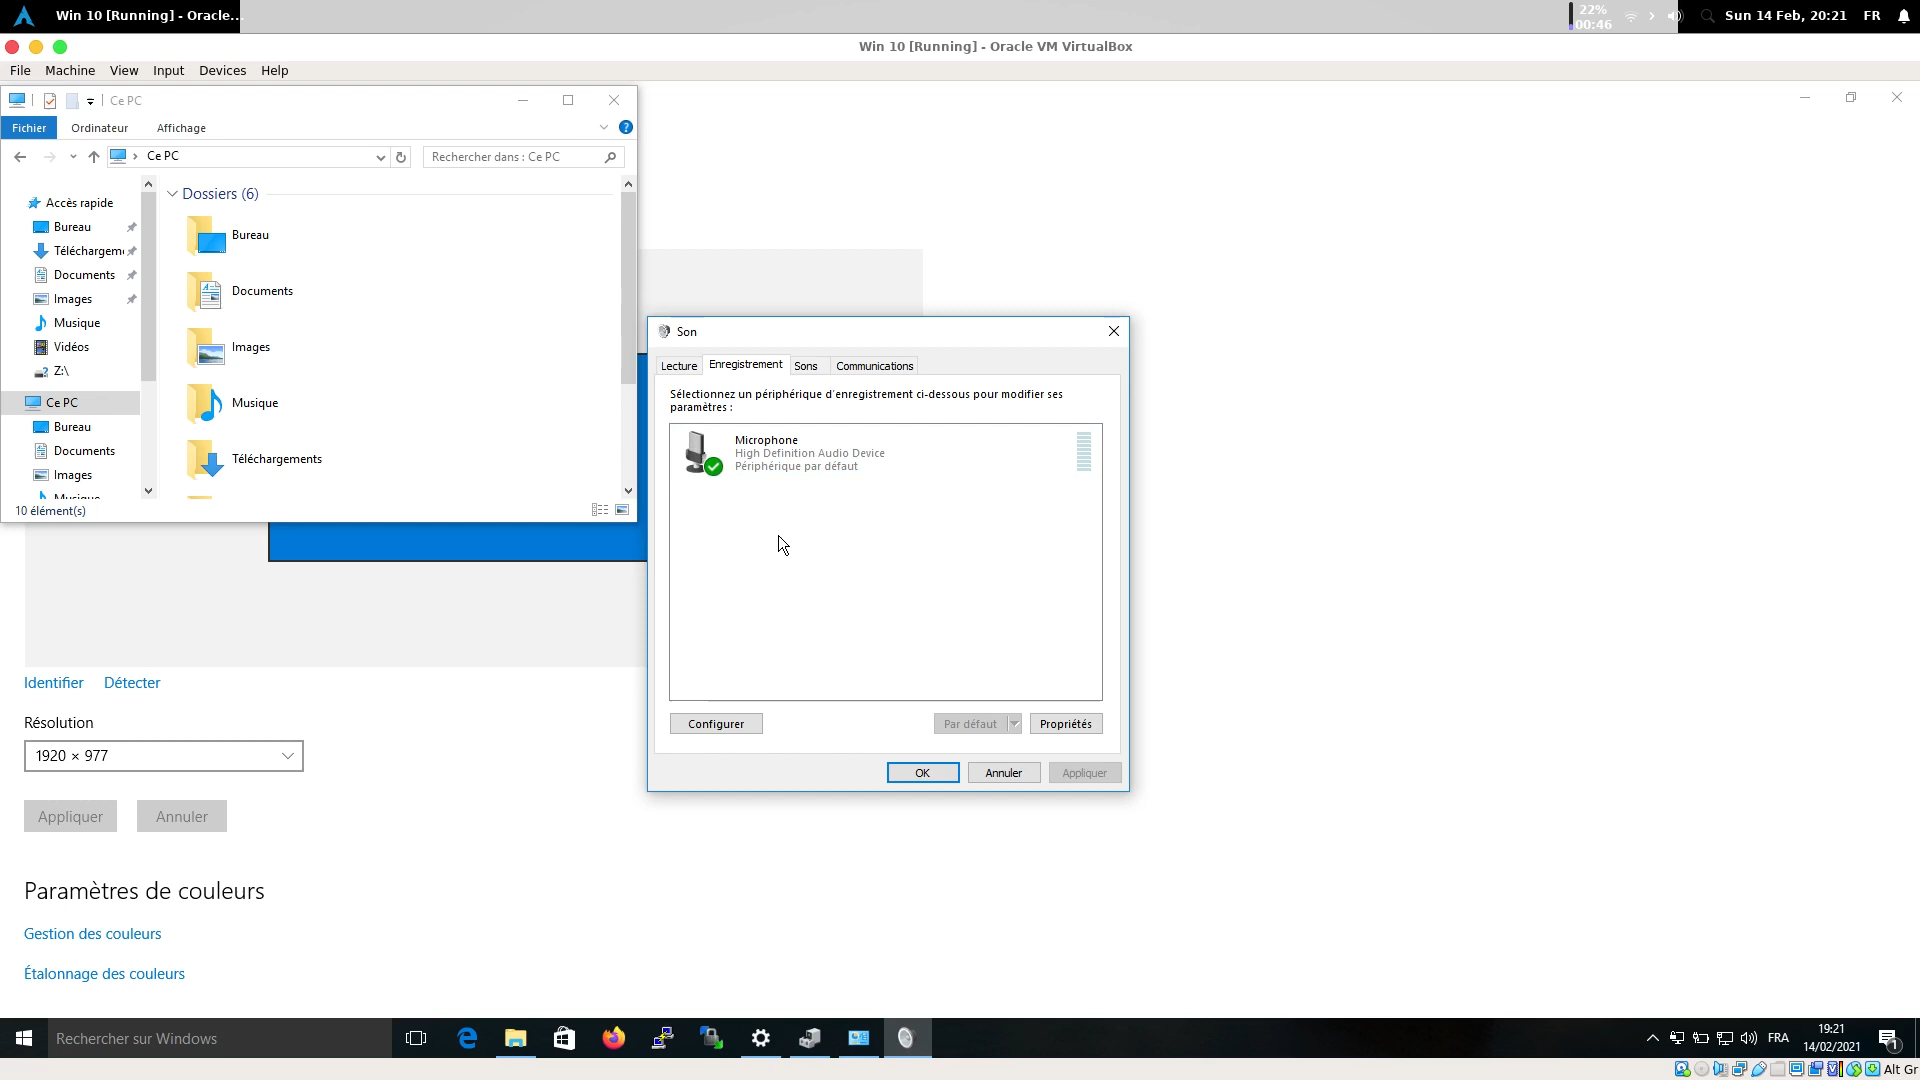 Win 10 [Running] - Oracle...
22%
00:46
Sun 14 Feb, 20:21
FR
Win 10 [Running] - Oracle VM VirtualBox
File
Machine
View
Input
Devices
Help
Ce PC
Fichier
Ordinateur
Affichage
Ce PC
Rechercher dans : Ce PC
Accès rapide
Bureau
Téléchargem
Documents
Images
Musique
Vidéos
Z:\
Ce PC
Bureau
Documents
Images
Musique
Dossiers (6)
Bureau
Documents
Images
Musique
Téléchargements
10 élément(s)
Son
Lecture
Enregistrement
Sons
Communications
Sélectionnez un périphérique d'enregistrement ci-dessous pour modifier ses
paramètres :
Microphone
High Definition Audio Device
Périphérique par défaut
Configurer
Par défaut
Propriétés
OK
Annuler
Appliquer
Identifier
Détecter
Résolution
1920 × 977
Appliquer
Annuler
Paramètres de couleurs
Gestion des couleurs
Étalonnage des couleurs
Rechercher sur Windows
FRA
19:21
14/02/2021
1
Alt Gr